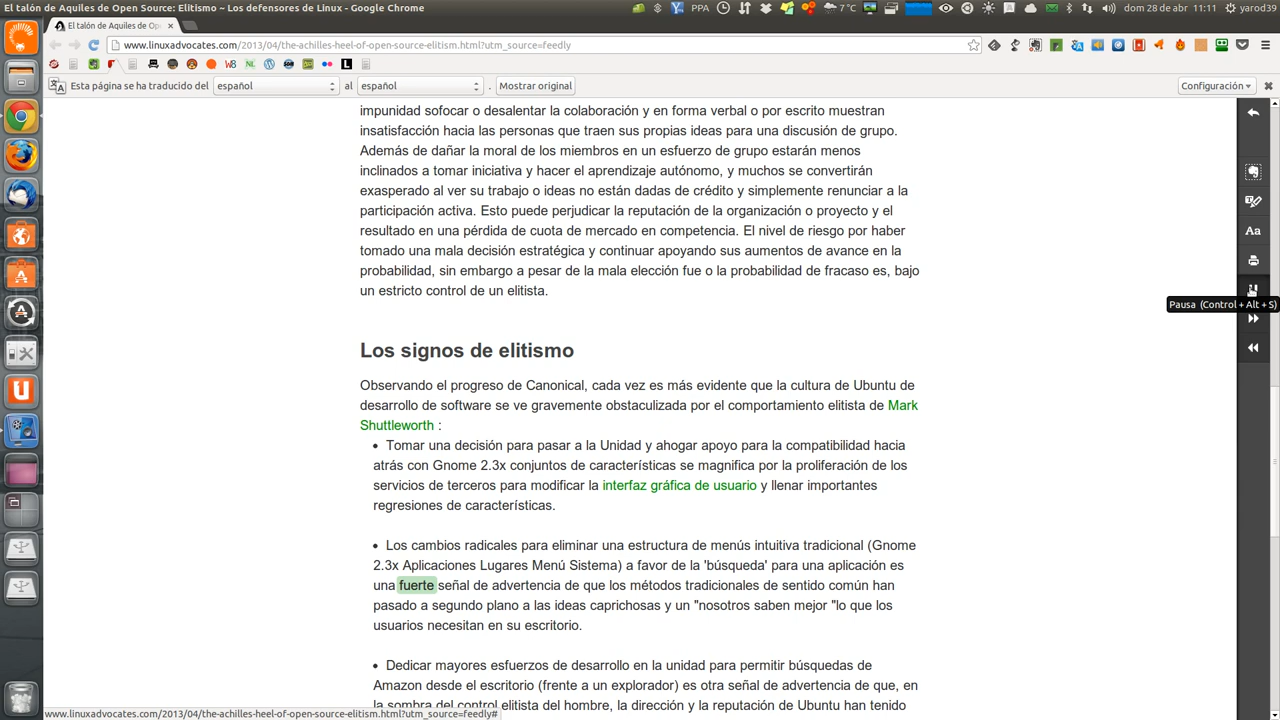 El talón de Aquiles de Open Source: Elitismo ~ Los defensores de Linux - Google Chrome
PPA
7°C
dom 28 de abr
11:11
yarod39
El talón de Aquiles de Op
www.linuxadvocates.com/2013/04/the-achilles-heel-of-open-source-elitism.html?utm_source=feedly
W8
NL
L
Esta página se ha traducido del español al español . Mostrar original Configuración
impunidad sofocar o desalentar la colaboración y en forma verbal o por escrito muestran
insatisfacción hacia las personas que traen sus propias ideas para una discusión de grupo.
Además de dañar la moral de los miembros en un esfuerzo de grupo estarán menos
inclinados a tomar iniciativa y hacer el aprendizaje autónomo, y muchos se convertirán
exasperado al ver su trabajo o ideas no están dadas de crédito y simplemente renunciar a la
participación activa. Esto puede perjudicar la reputación de la organización o proyecto y el
resultado en una pérdida de cuota de mercado en competencia. El nivel de riesgo por haber
tomado una mala decisión estratégica y continuar apoyando sus aumentos de avance en la
probabilidad, sin embargo a pesar de la mala elección fue o la probabilidad de fracaso es, bajo
un estricto control de un elitista.
Aa
Pausa (Control + Alt + S)
Los signos de elitismo
Observando el progreso de Canonical, cada vez es más evidente que la cultura de Ubuntu de
desarrollo de software se ve gravemente obstaculizada por el comportamiento elitista de Mark
Shuttleworth :
• Tomar una decisión para pasar a la Unidad y ahogar apoyo para la compatibilidad hacia
atrás con Gnome 2.3x conjuntos de características se magnifica por la proliferación de los
servicios de terceros para modificar la interfaz gráfica de usuario y llenar importantes
regresiones de características.
• Los cambios radicales para eliminar una estructura de menús intuitiva tradicional (Gnome
2.3x Aplicaciones Lugares Menú Sistema) a favor de la 'búsqueda' para una aplicación es
una fuerte señal de advertencia de que los métodos tradicionales de sentido común han
pasado a segundo plano a las ideas caprichosas y un "nosotros saben mejor "lo que los
usuarios necesitan en su escritorio.
• Dedicar mayores esfuerzos de desarrollo en la unidad para permitir búsquedas de
Amazon desde el escritorio (frente a un explorador) es otra señal de advertencia de que, en
la sombra del control elitista del hombre, la dirección y la reputación de Ubuntu han tenido
www.linuxadvocates.com/2013/04/the-achilles-heel-of-open-source-elitism.html?utm_source=feedly#